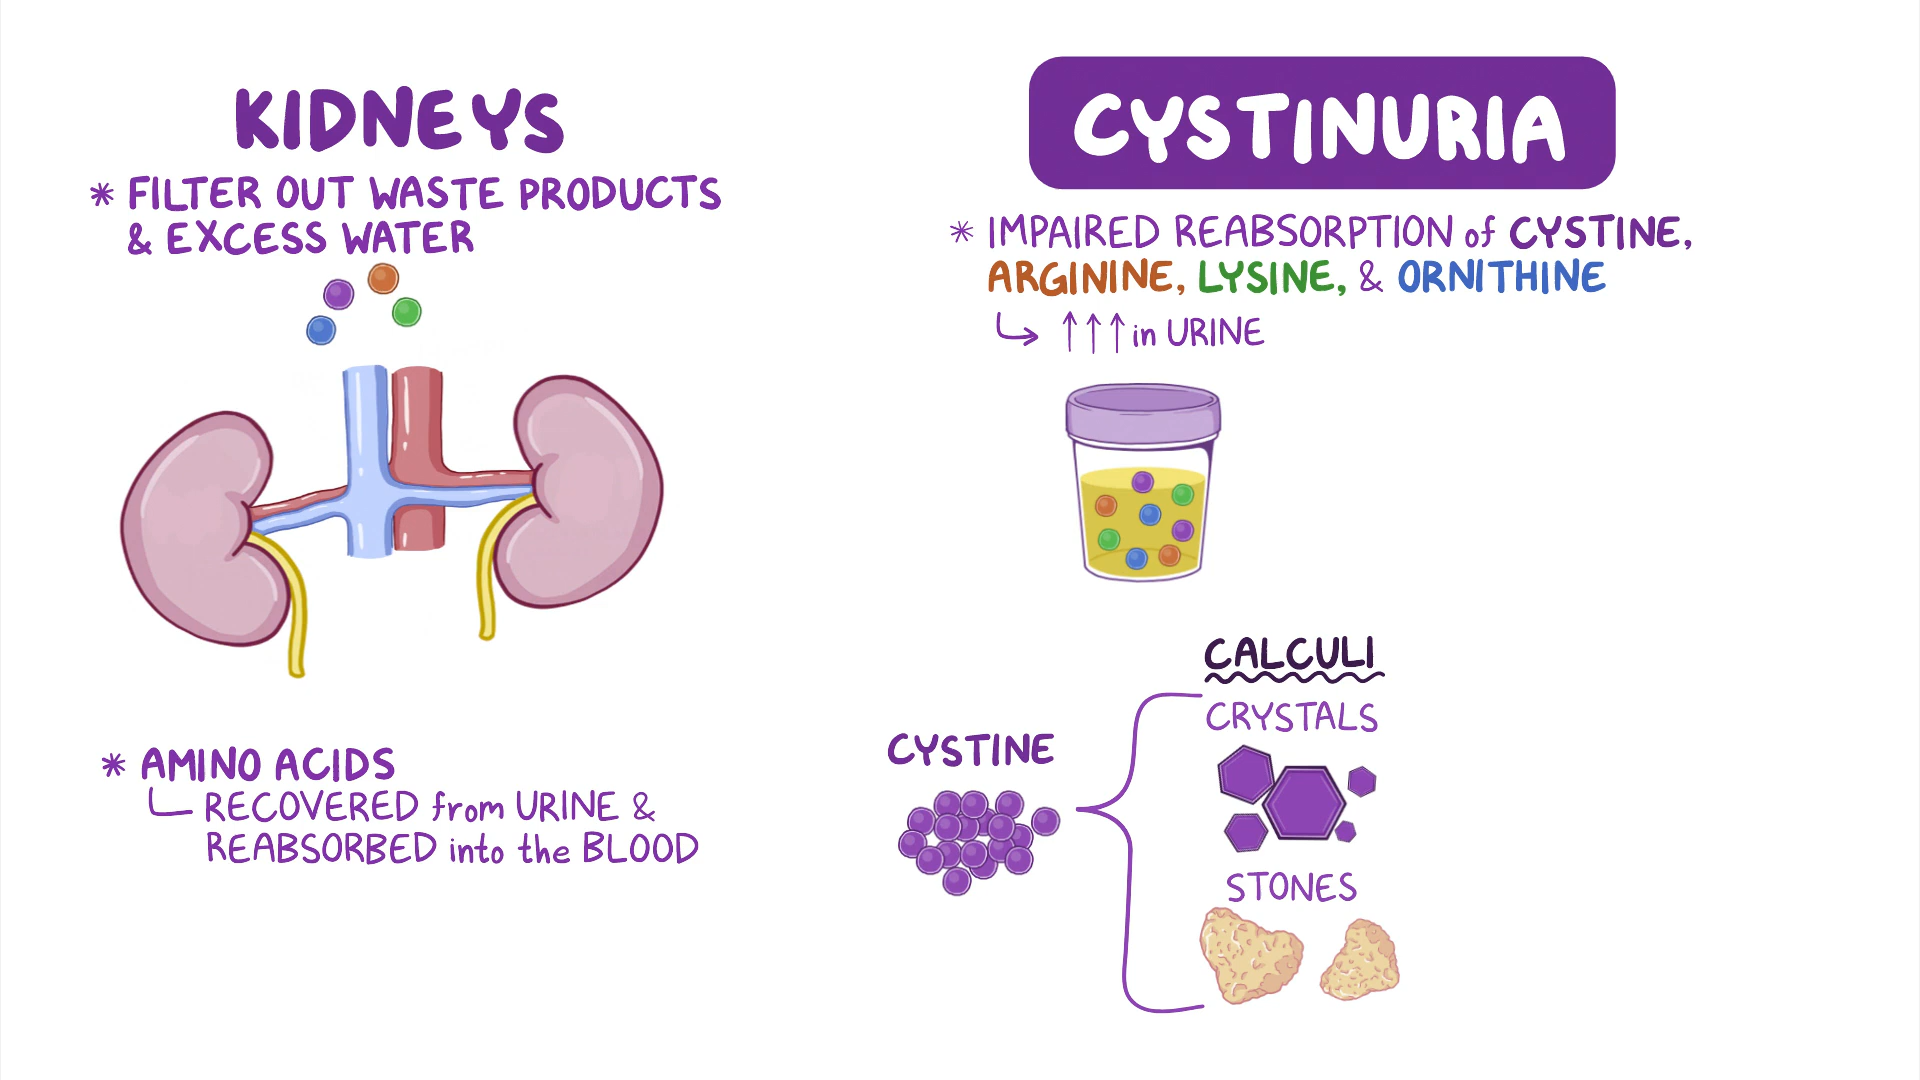 KIDNEYS
* FILTER OUT WASTE PRODUCTS
& EXCESS WATER
* AMINO ACIDS
RECOVERED from URINE &
REABSORBED into the BLOOD
CYSTINURIA
* IMPAIRED REABSORPTION of CYSTINE,
ARGININE, LYSINE, & ORNITHINE
↳ ↑↑↑ in URINE
CYSTINE
CALCULI
CRYSTALS
STONES